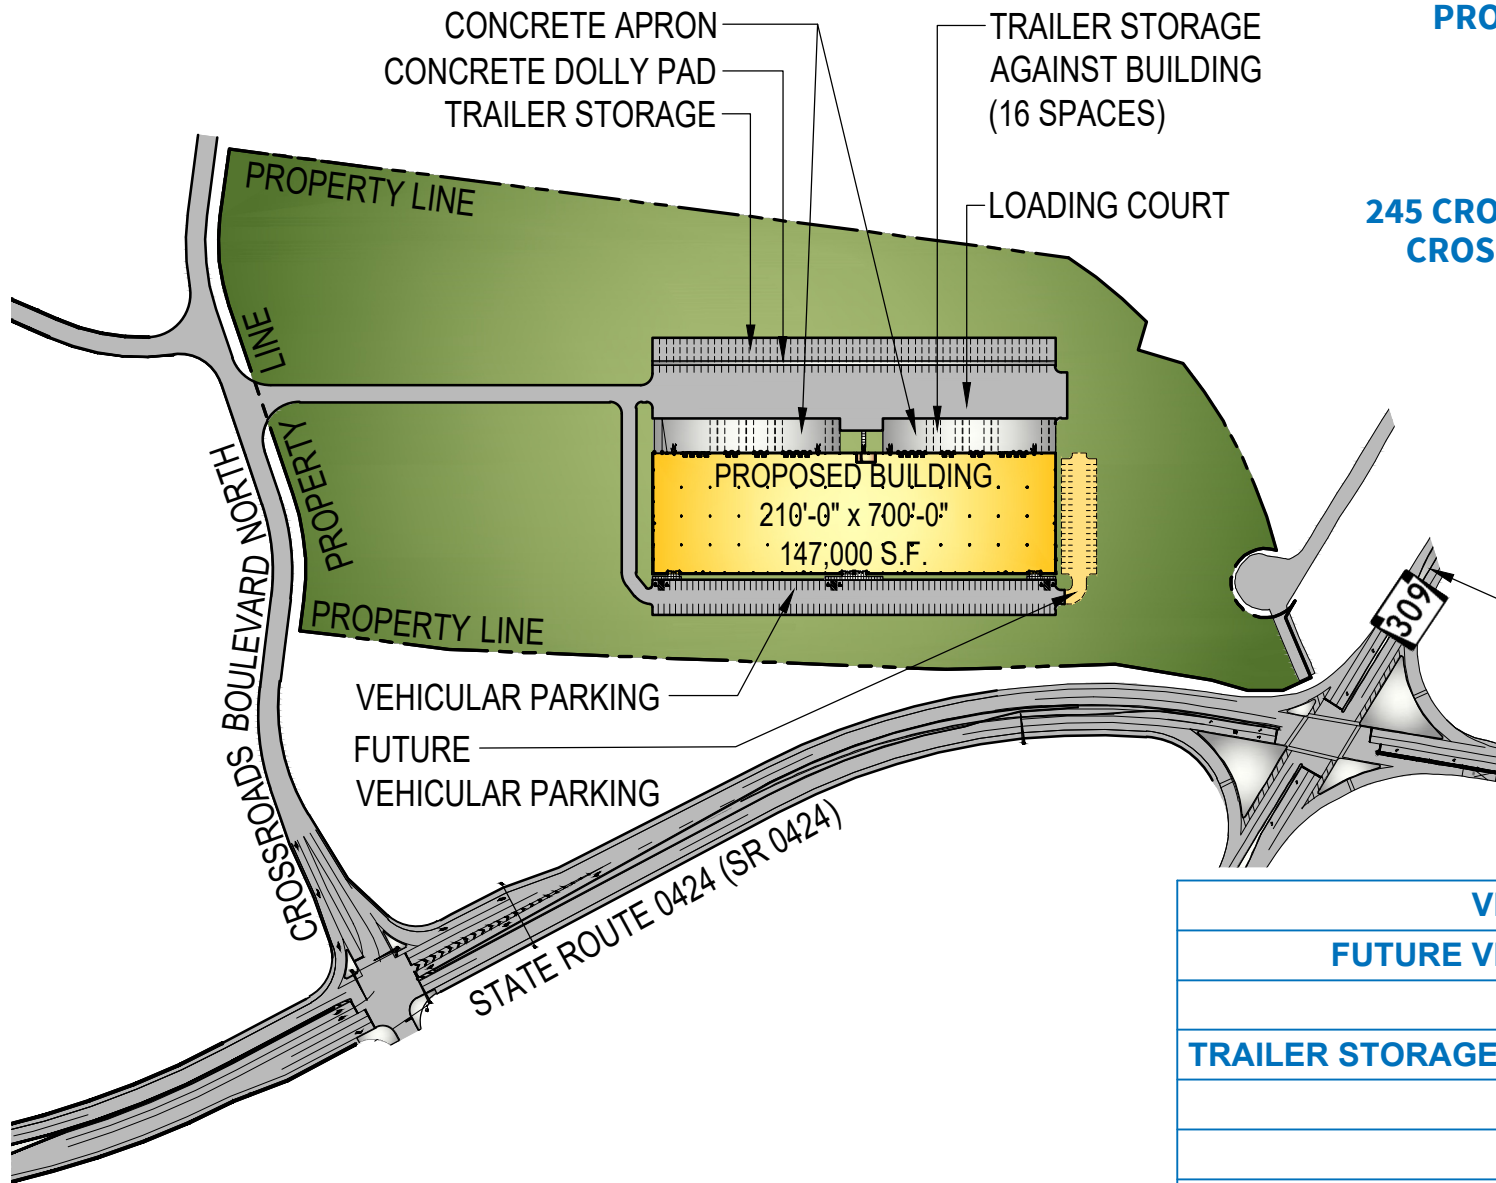 CONCRETE APRON
CONCRETE DOLLY PAD
TRAILER STORAGE
TRAILER STORAGE
AGAINST BUILDING
(16 SPACES)
LOADING COURT
PRO
245 CRO
CROS
PROPERTY LINE
LINE
PROPERTY
PROPERTY LINE
CROSSROADS BOULEVARD NORTH
PROPOSED BUILDING
210'-0" x 700'-0"
147,000 S.F.
VEHICULAR PARKING
FUTURE
VEHICULAR PARKING
STATE ROUTE 0424 (SR 0424)
309
FUTURE
TRAILER STORAGE